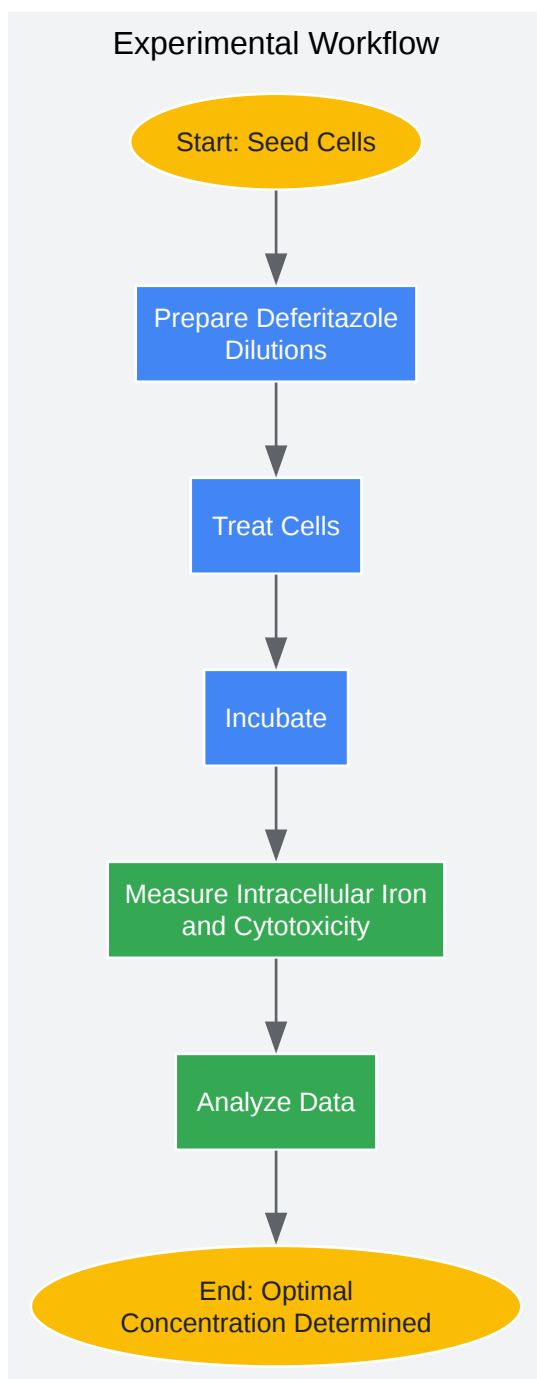 Experimental Workflow
Start: Seed Cells
Prepare Deferitazole
Dilutions
Treat Cells
Incubate
Measure Intracellular Iron
and Cytotoxicity
Analyze Data
End: Optimal
Concentration Determined